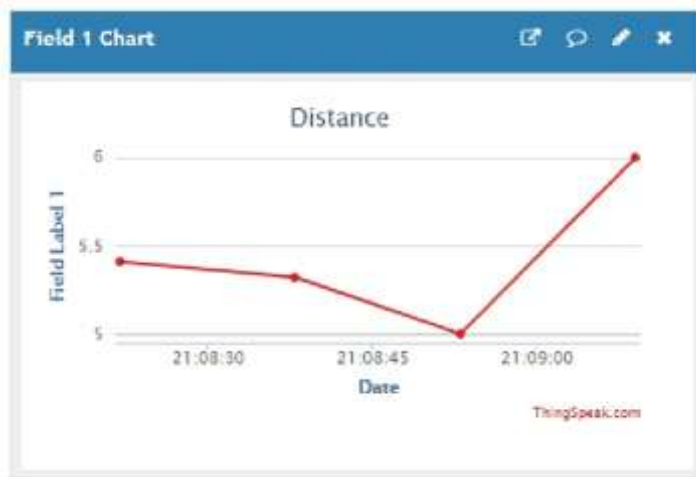 Field 1 Chart
Distance
Field Label 1
6
5.5
5
21:08:30
21:08:45
21:09:00
Date
ThingSpeak.com